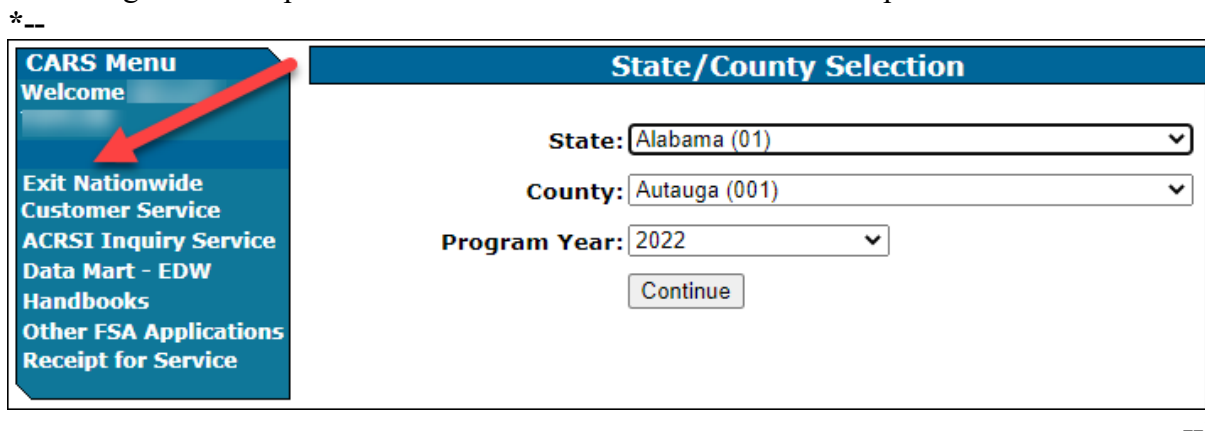 *--
CARS Menu
Welcome
Exit Nationwide
Customer Service
ACRSI Inquiry Service
Data Mart - EDW
Handbooks
Other FSA Applications
Receipt for Service
State/County Selection
State: Alabama (01)
County: Autauga (001)
Program Year: 2022
Continue